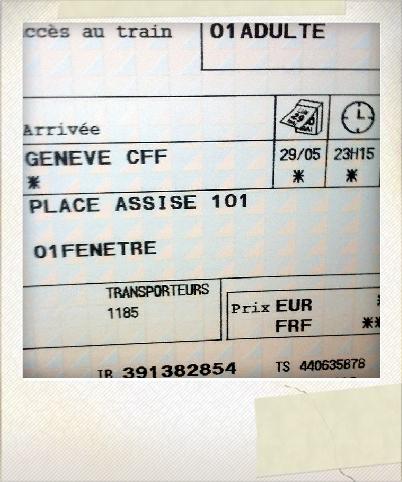 ccès au train
01ADULTE
Arrivée
GENEVE CFF 29/05 23H15
* * *
PLACE ASSISE 101
01FENETRE
TRANSPORTEURS
1185
Prix EUR *
FRF **
IR 391382854 TS 440635878